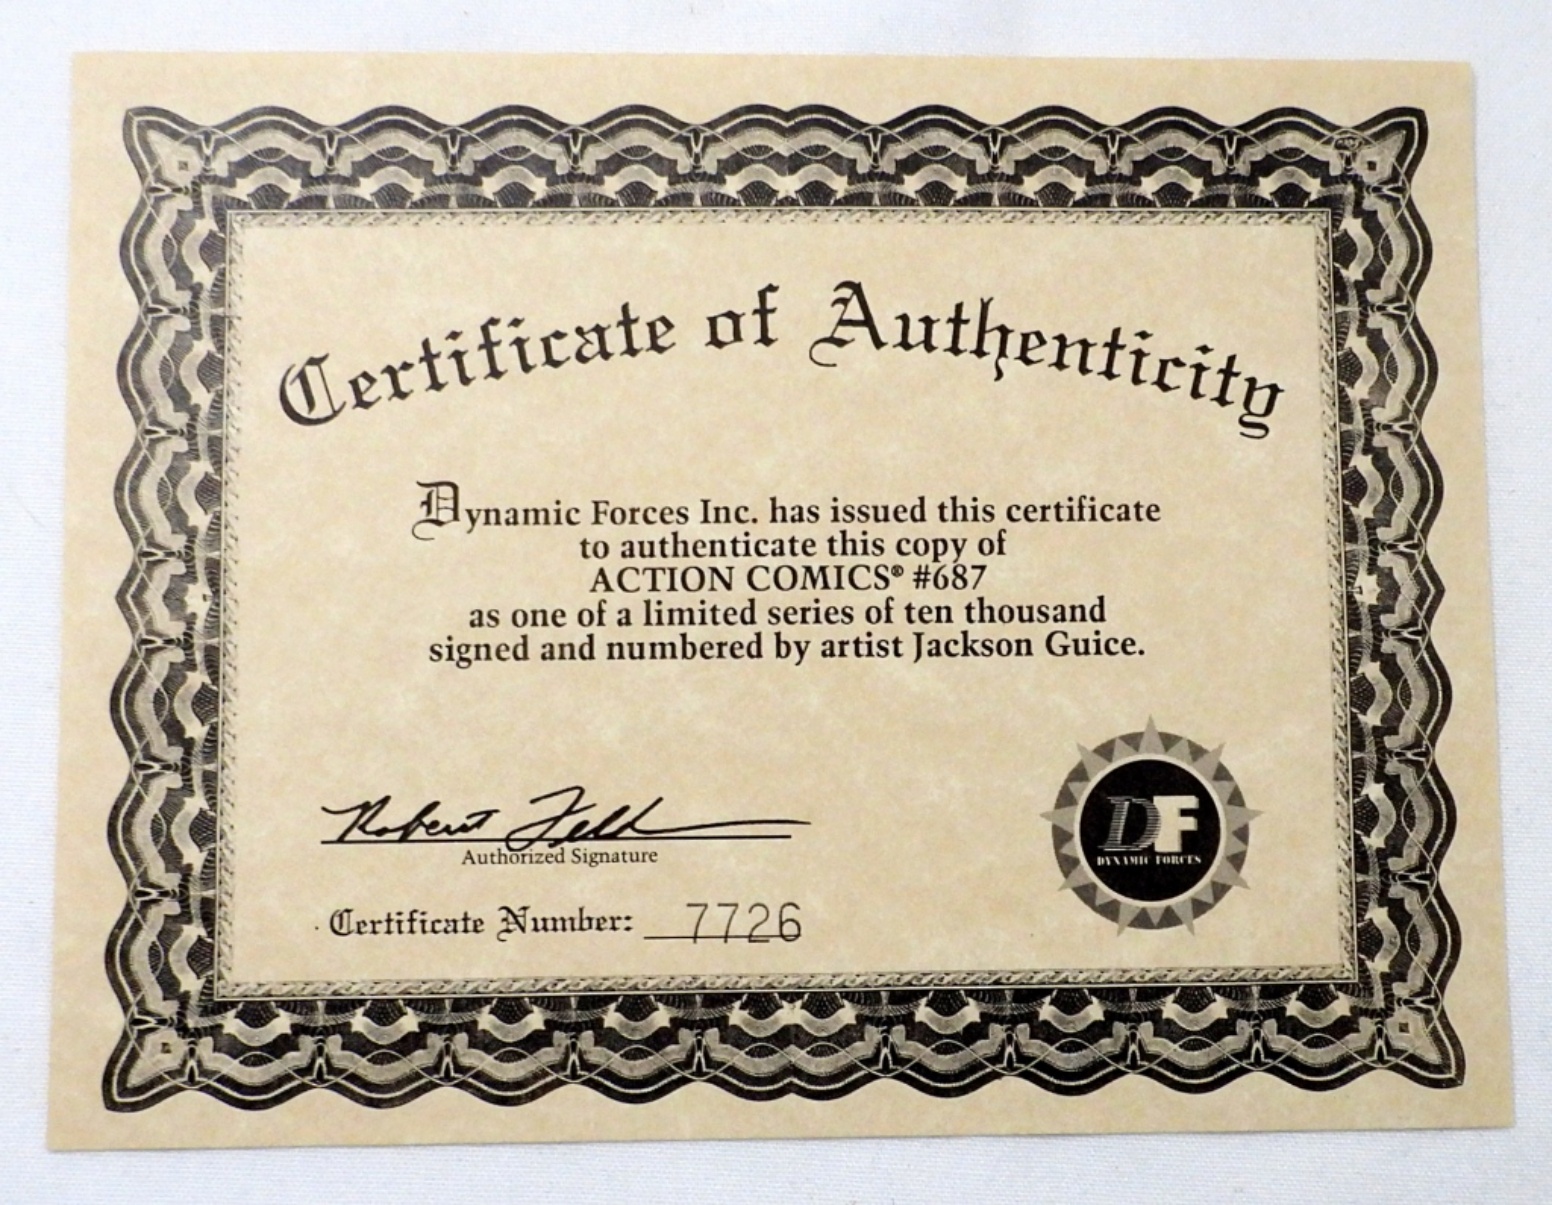 Certificate of Authenticity
Dynamic Forces Inc. has issued this certificate
to authenticate this copy of
ACTION COMICS® #687
as one of a limited series of ten thousand
signed and numbered by artist Jackson Guice.
Robert
Authorized Signature
Certificate Number: 7726
DF
DYNAMIC FORCES